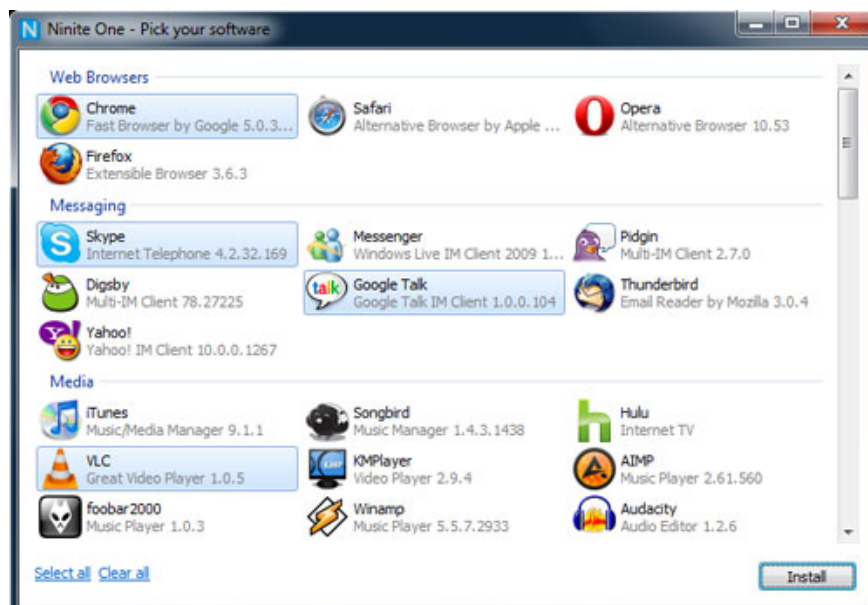 Ninite One - Pick your software
Web Browsers
Chrome
Fast Browser by Google 5.0.3...
Safari
Alternative Browser by Apple ...
Opera
Alternative Browser 10.53
Firefox
Extensible Browser 3.6.3
Messaging
Skype
Internet Telephone 4.2.32.169
Messenger
Windows Live IM Client 2009 1...
Pidgin
Multi-IM Client 2.7.0
Digsby
Multi-IM Client 78.27225
talk
Google Talk
Google Talk IM Client 1.0.0.104
Thunderbird
Email Reader by Mozilla 3.0.4
Yahoo!
Yahoo! IM Client 10.0.0.1267
Media
iTunes
Music/Media Manager 9.1.1
Songbird
Music Manager 1.4.3.1438
Hulu
Internet TV
VLC
Great Video Player 1.0.5
KMPlayer
Video Player 2.9.4
AIMP
Music Player 2.61.560
foobar2000
Music Player 1.0.3
Winamp
Music Player 5.5.7.2933
Audacity
Audio Editor 1.2.6
Select all Clear all
Install